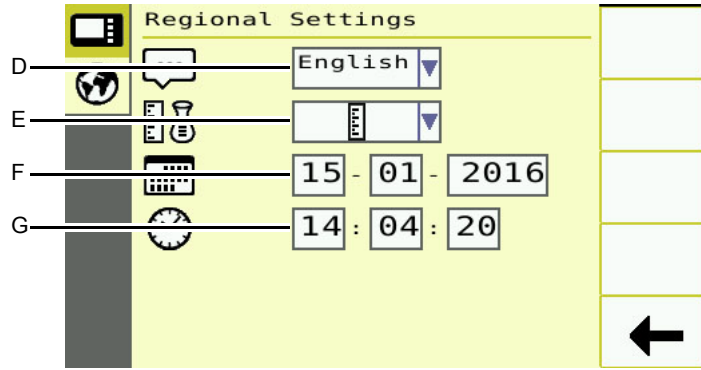 Regional Settings
D English
E
F 15 - 01 - 2016
G 14 : 04 : 20